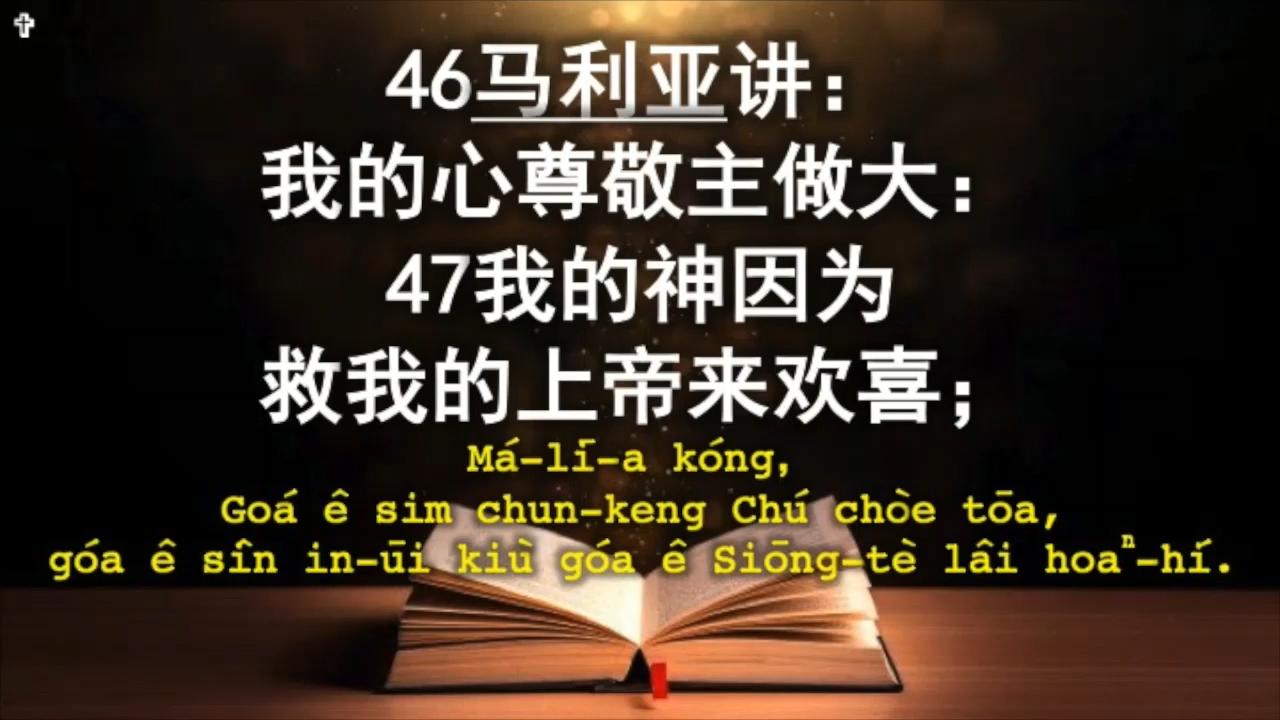 46马利亚讲：
我的心尊敬主做大：
47我的神因为
救我的上帝来欢喜；
Má-lī-a kóng,
Goá ê sim chun-keng Chú chòe tōa,
góa ê sîn in-ūi kiù góa ê Siōng-tè lâi hoaⁿ-hí.